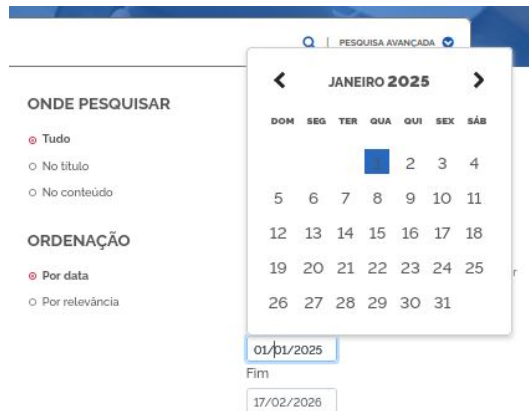 PESQUISA AVANÇADA
ONDE PESQUISAR
Tudo
No título
No conteúdo
ORDENAÇÃO
Por data
Por relevância
JANEIRO 2025
DOM SEG TER QUA QUI SEX SÁB
1 2 3 4
5 6 7 8 9 10 11
12 13 14 15 16 17 18
19 20 21 22 23 24 25
26 27 28 29 30 31
01/01/2025
Fim
17/02/2026